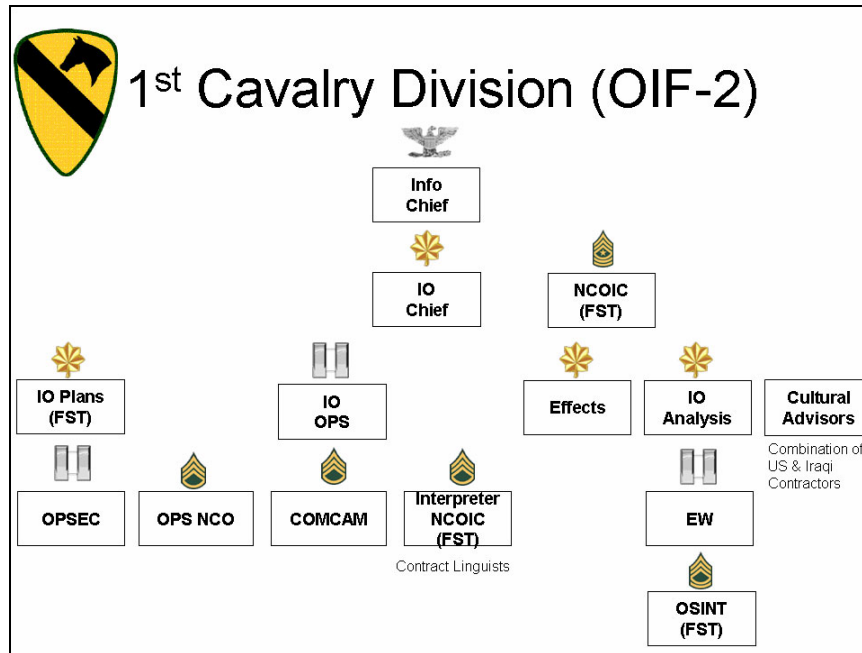 1st Cavalry Division (OIF-2)
Info
Chief
IO
Chief
NCOIC
(FST)
IO Plans
(FST)
IO
OPS
Effects
IO
Analysis
Cultural
Advisors
Combination of
US & Iraqi
Contractors
OPSEC
OPS NCO
COMCAM
Interpreter
NCOIC
(FST)
EW
Contract Linguists
OSINT
(FST)